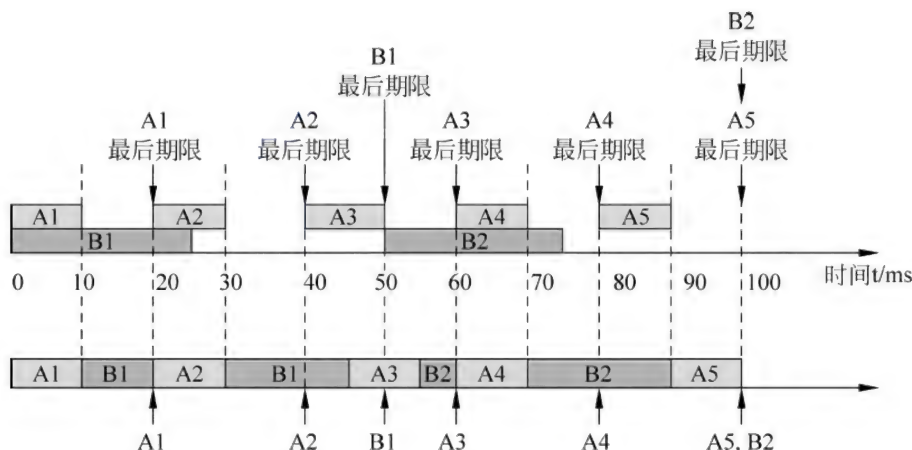 B2
最后期限
B1
最后期限
A1
最后期限
A2
最后期限
A3
最后期限
A4
最后期限
A5
最后期限
A1 A2 A3 A4 A5
B1 B2
0 10 20 30 40 50 60 70 80 90 100 时间t/ms
A1 B1 A2 B1 A3 B2 A4 B2 A5
A1 A2 B1 A3 A4 A5, B2